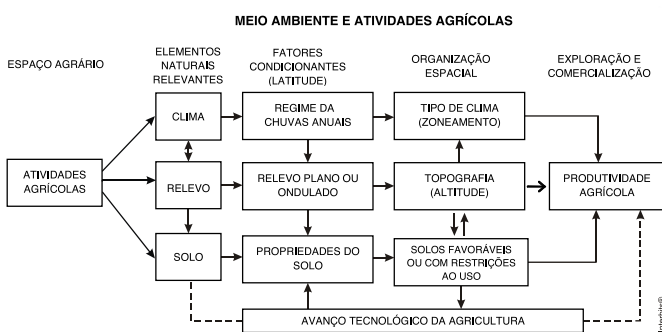 MEIO AMBIENTE E ATIVIDADES AGRÍCOLAS
ESPAÇO AGRÁRIO
ELEMENTOS
NATURAIS
RELEVANTES
FATORES
CONDICIONANTES
(LATITUDE)
ORGANIZAÇÃO
ESPACIAL
EXPLORAÇÃO E
COMERCIALIZAÇÃO
CLIMA
REGIME DA
CHUVAS ANUAIS
TIPO DE CLIMA
(ZONEAMENTO)
ATIVIDADES
AGRÍCOLAS
RELEVO
RELEVO PLANO OU
ONDULADO
TOPOGRAFIA
(ALTITUDE)
PRODUTIVIDADE
AGRÍCOLA
SOLO
PROPRIEDADES DO
SOLO
SOLOS FAVORÁVEIS
OU COM RESTRIÇÕES
AO USO
AVANÇO TECNOLÓGICO DA AGRICULTURA